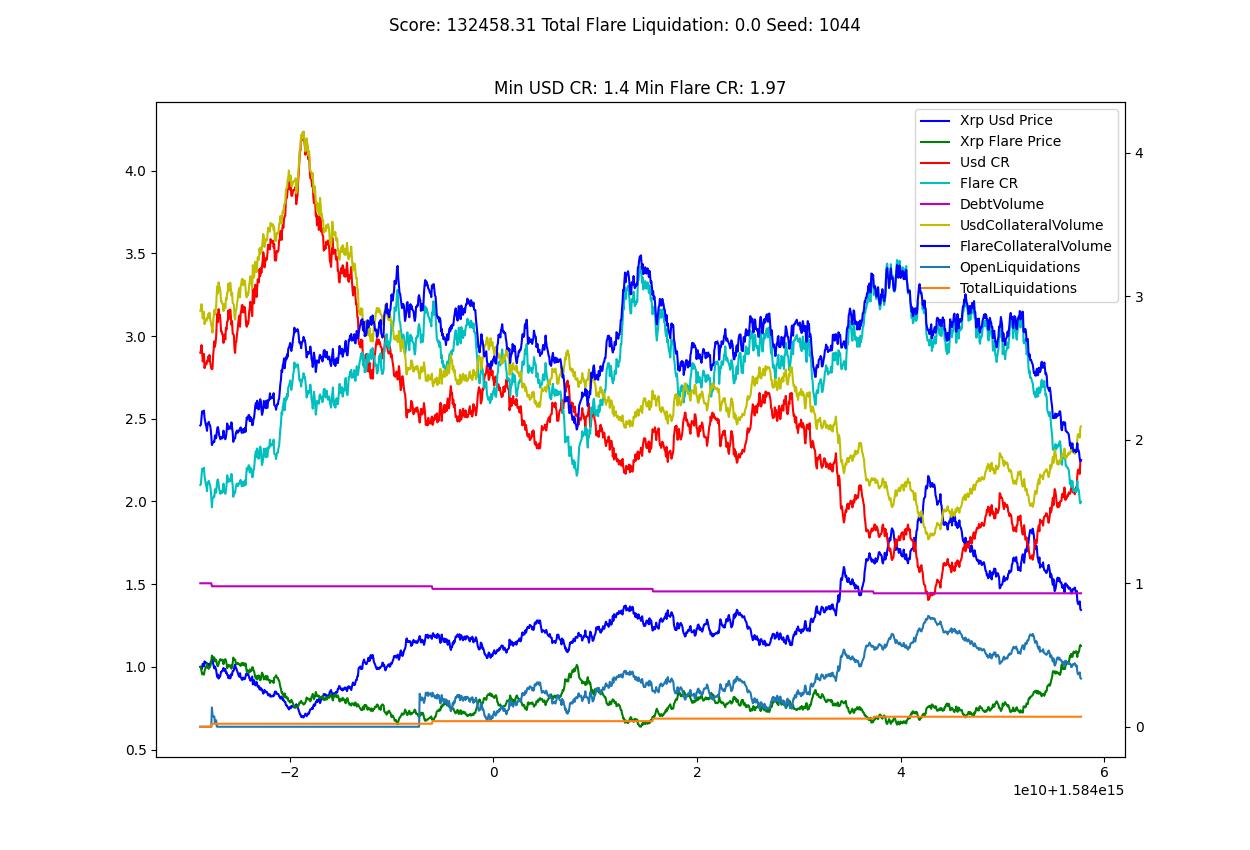 Score: 132458.31 Total Flare Liquidation: 0.0 Seed: 1044
Min USD CR: 1.4 Min Flare CR: 1.97
Xrp Usd Price
Xrp Flare Price
Usd CR
Flare CR
DebtVolume
UsdCollateralVolume
FlareCollateralVolume
OpenLiquidations
TotalLiquidations
4.0
3.5
3.0
2.5
2.0
1.5
1.0
0.5
4
3
2
1
0
−2 0 2 4 6
1e10+1.584e15